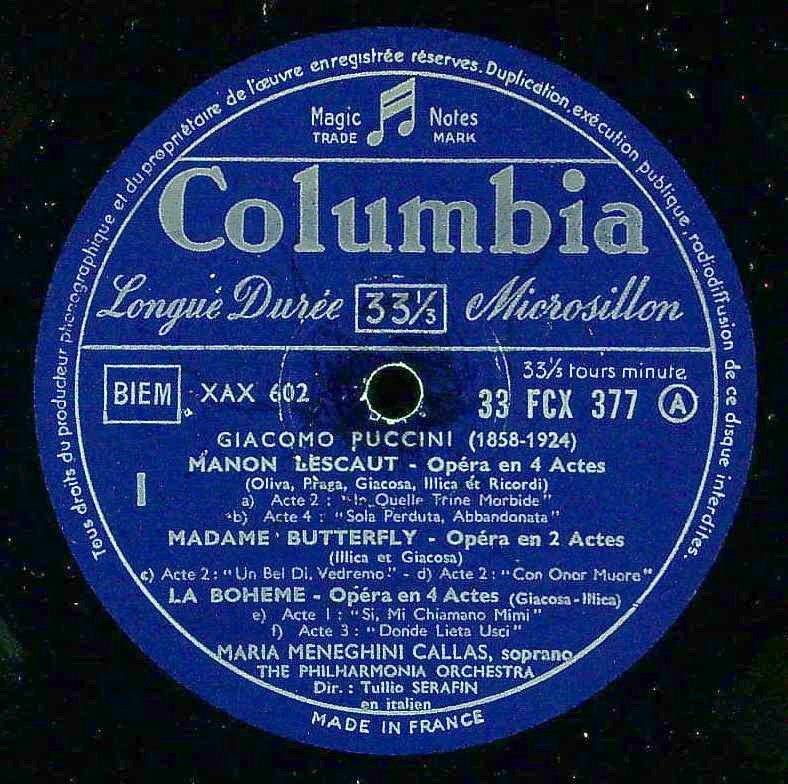 Tous droits du producteur phonographique et du propriétaire de l'œuvre enregistrée réservés. Duplication, exécution publique, radiodiffusion de ce disque interdites.
Magic Notes
TRADE MARK
Columbia
Longue Durée 33⅓ Microsillon
33⅓ tours minute
BIEM XAX 602 33 FCX 377 A
GIACOMO PUCCINI (1858-1924)
I
MANON LESCAUT - Opéra en 4 Actes
(Oliva, Praga, Giacosa, Illica et Ricordi)
a) Acte 2 : "In Quelle Trine Morbide"
b) Acte 4 : "Sola Perduta, Abbandonata"
MADAME BUTTERFLY - Opéra en 2 Actes
(Illica et Giacosa)
c) Acte 2 : "Un Bel Di, Vedremo" - d) Acte 2 : "Con Onor Muore"
LA BOHEME - Opéra en 4 Actes (Giacosa-Illica)
e) Acte 1 : "Si, Mi Chiamano Mimi"
f) Acte 3 : "Donde Lieta Usci"
MARIA MENEGHINI CALLAS, soprano
THE PHILHARMONIA ORCHESTRA
Dir. : Tullio SERAFIN
en italien
MADE IN FRANCE